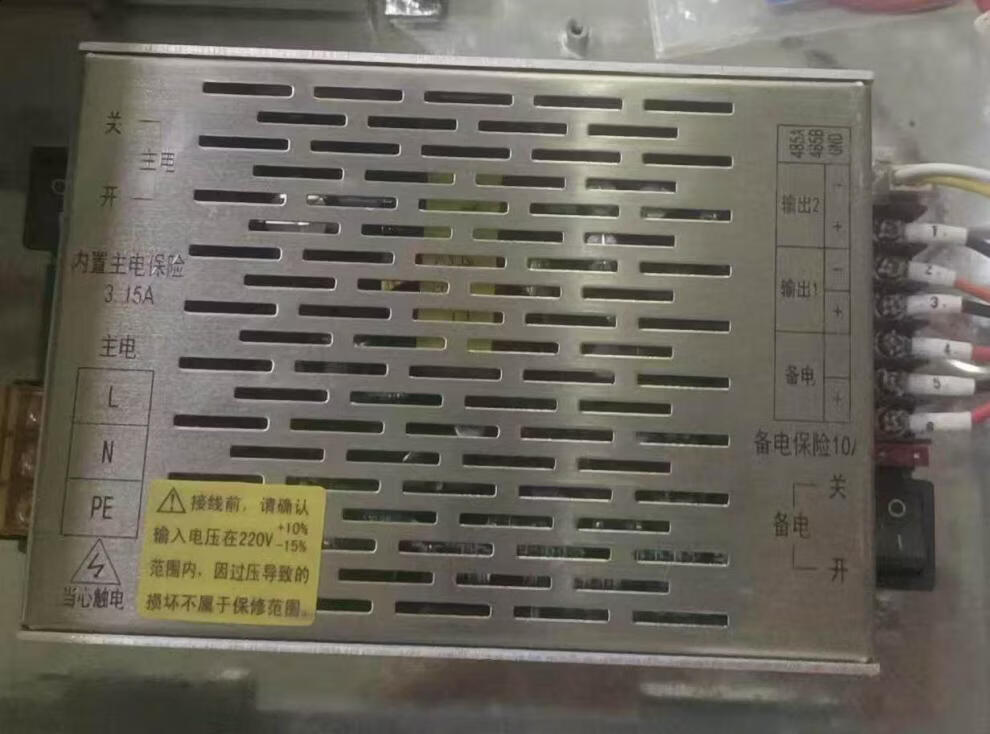 关
主电
开
内置主电保险
3.15A
主电
L
N
PE
当心触电
接线前，请确认
输入电压在220V +10% -15%
范围内，因过压导致的
损坏不属于保修范围。
485A
485B
GND
输出2
-
+
输出1
-
+
备电
-
+
备电保险10A
关
备电
开
1
2
3
4
5
6